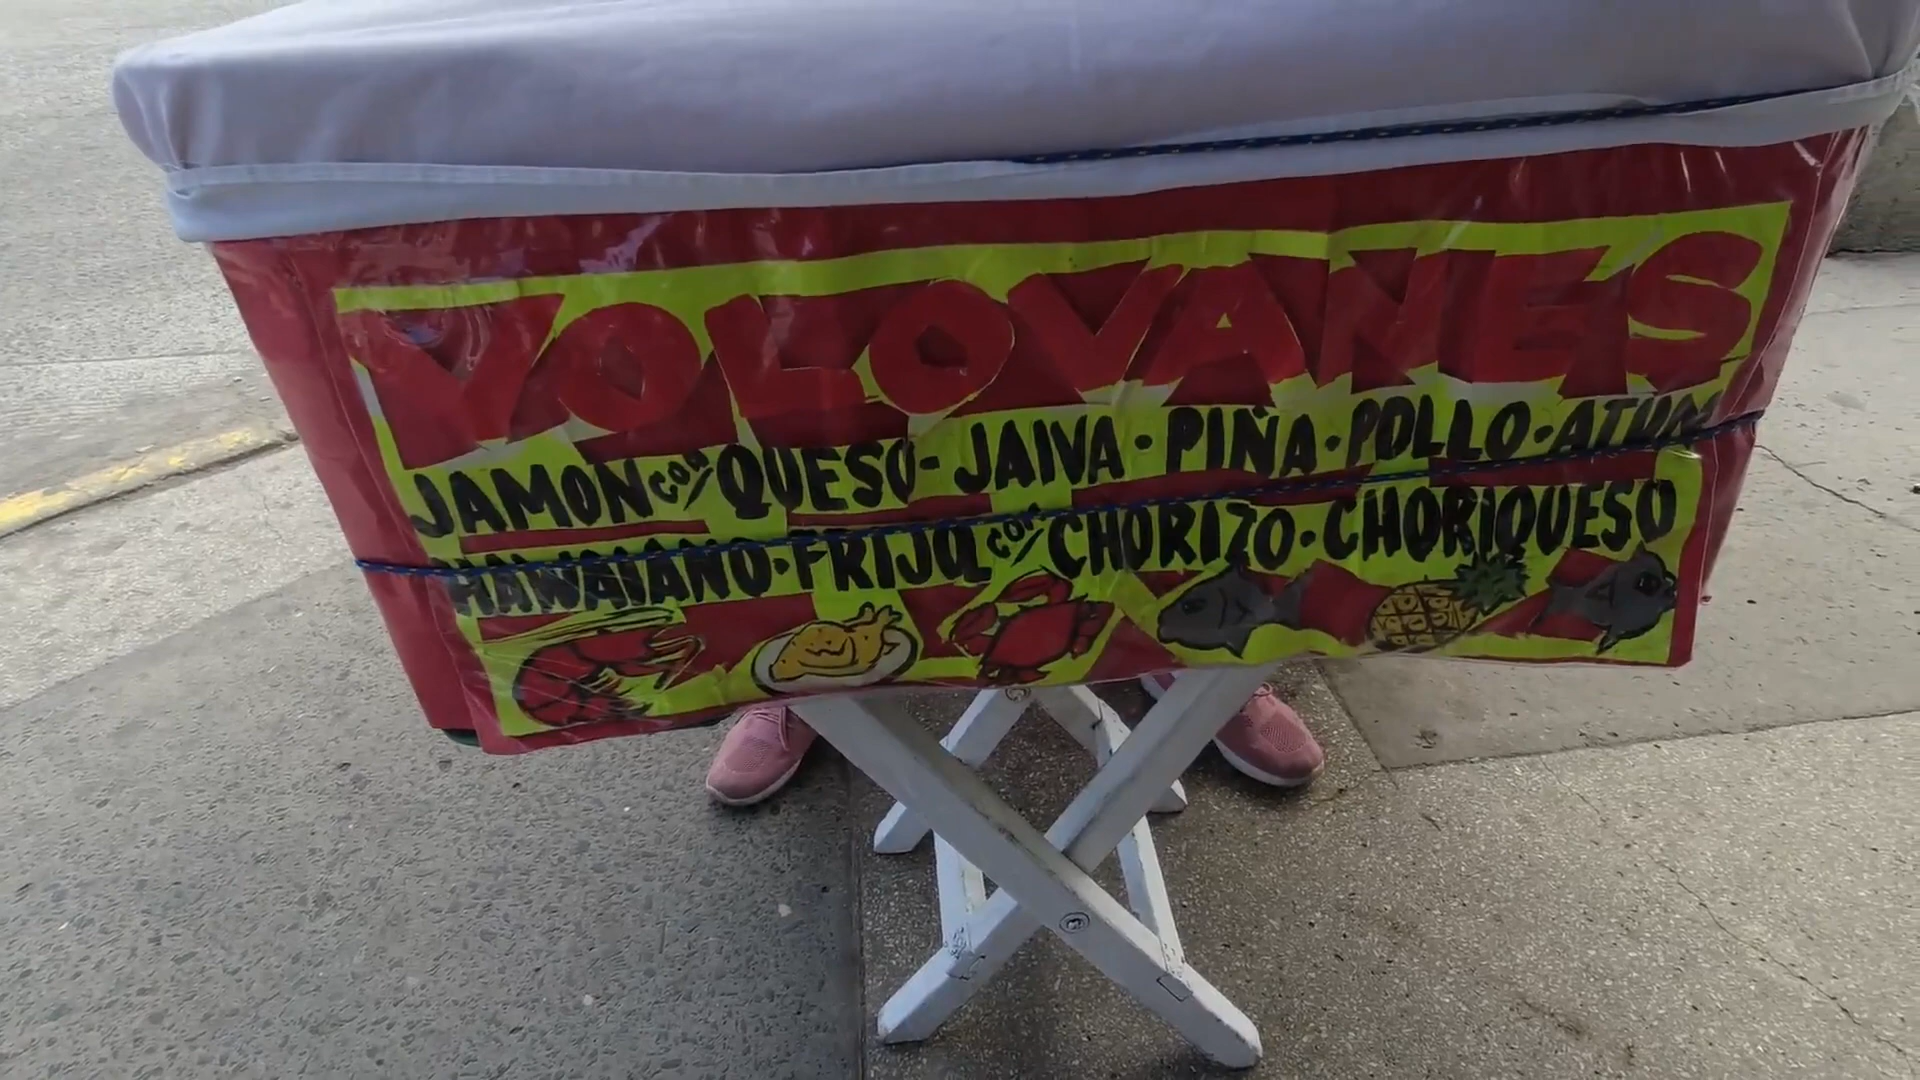 VOLOVANES
JAMON con QUESO - JAIVA · PIÑA · POLLO · ATUN
HAWAIANO · FRIJOL con CHORIZO · CHORIQUESO